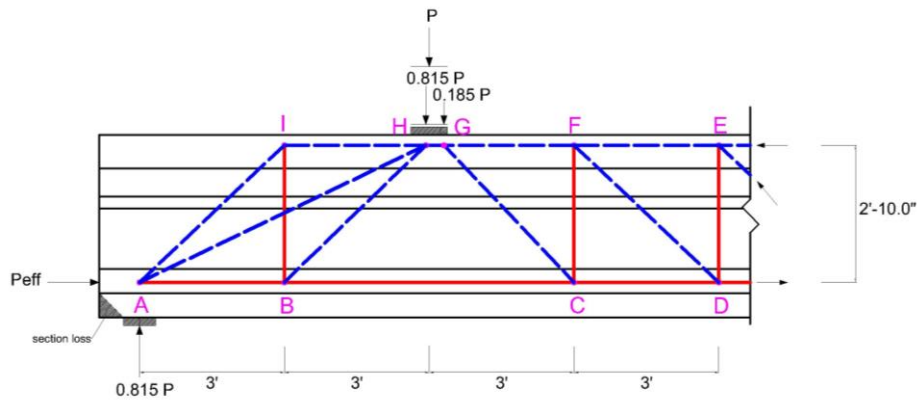 P
0.815 P
0.185 P
I
H
G
F
E
2'-10.0"
Peff
A
B
C
D
section loss
0.815 P
3'
3'
3'
3'